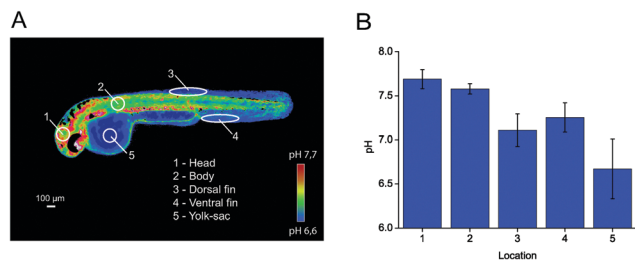 A
3
2
1
5
4
1 - Head
2 - Body
3 - Dorsal fin
4 - Ventral fin
5 - Yolk-sac
100 µm
pH 7,7
pH 6,6
B
8.0
7.5
7.0
6.5
6.0
pH
1 2 3 4 5
Location